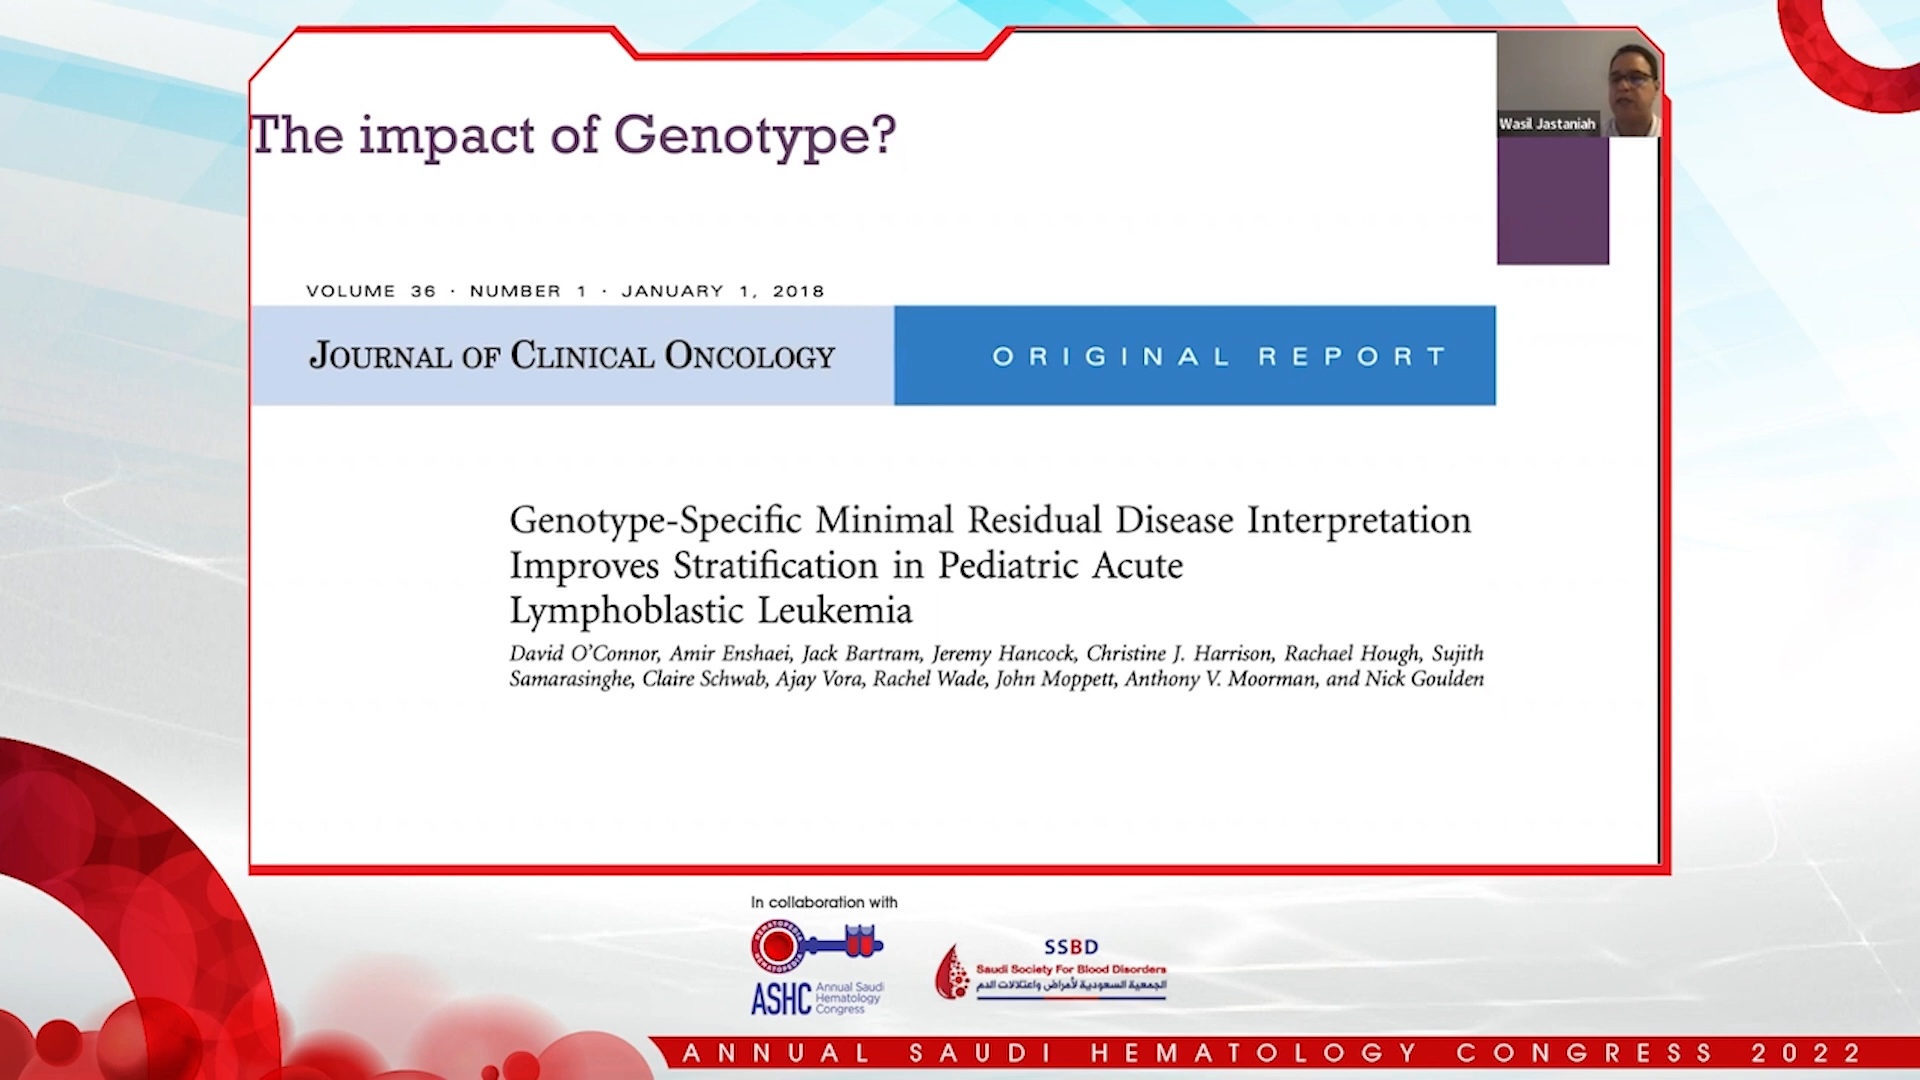 Wasil Jastaniah
The impact of Genotype?
VOLUME 36 · NUMBER 1 · JANUARY 1, 2018
JOURNAL OF CLINICAL ONCOLOGY
ORIGINAL REPORT
Genotype-Specific Minimal Residual Disease Interpretation
Improves Stratification in Pediatric Acute
Lymphoblastic Leukemia
David O'Connor, Amir Enshaei, Jack Bartram, Jeremy Hancock, Christine J. Harrison, Rachael Hough, Sujith
Samarasinghe, Claire Schwab, Ajay Vora, Rachel Wade, John Moppett, Anthony V. Moorman, and Nick Goulden
In collaboration with
HEMATOPEDIA
HEMATOPEDIA
ASHC
Annual Saudi
Hematology
Congress
SSBD
Saudi Society For Blood Disorders
الجمعية السعودية لأمراض واعتلالات الدم
ANNUAL SAUDI HEMATOLOGY CONGRESS 2022